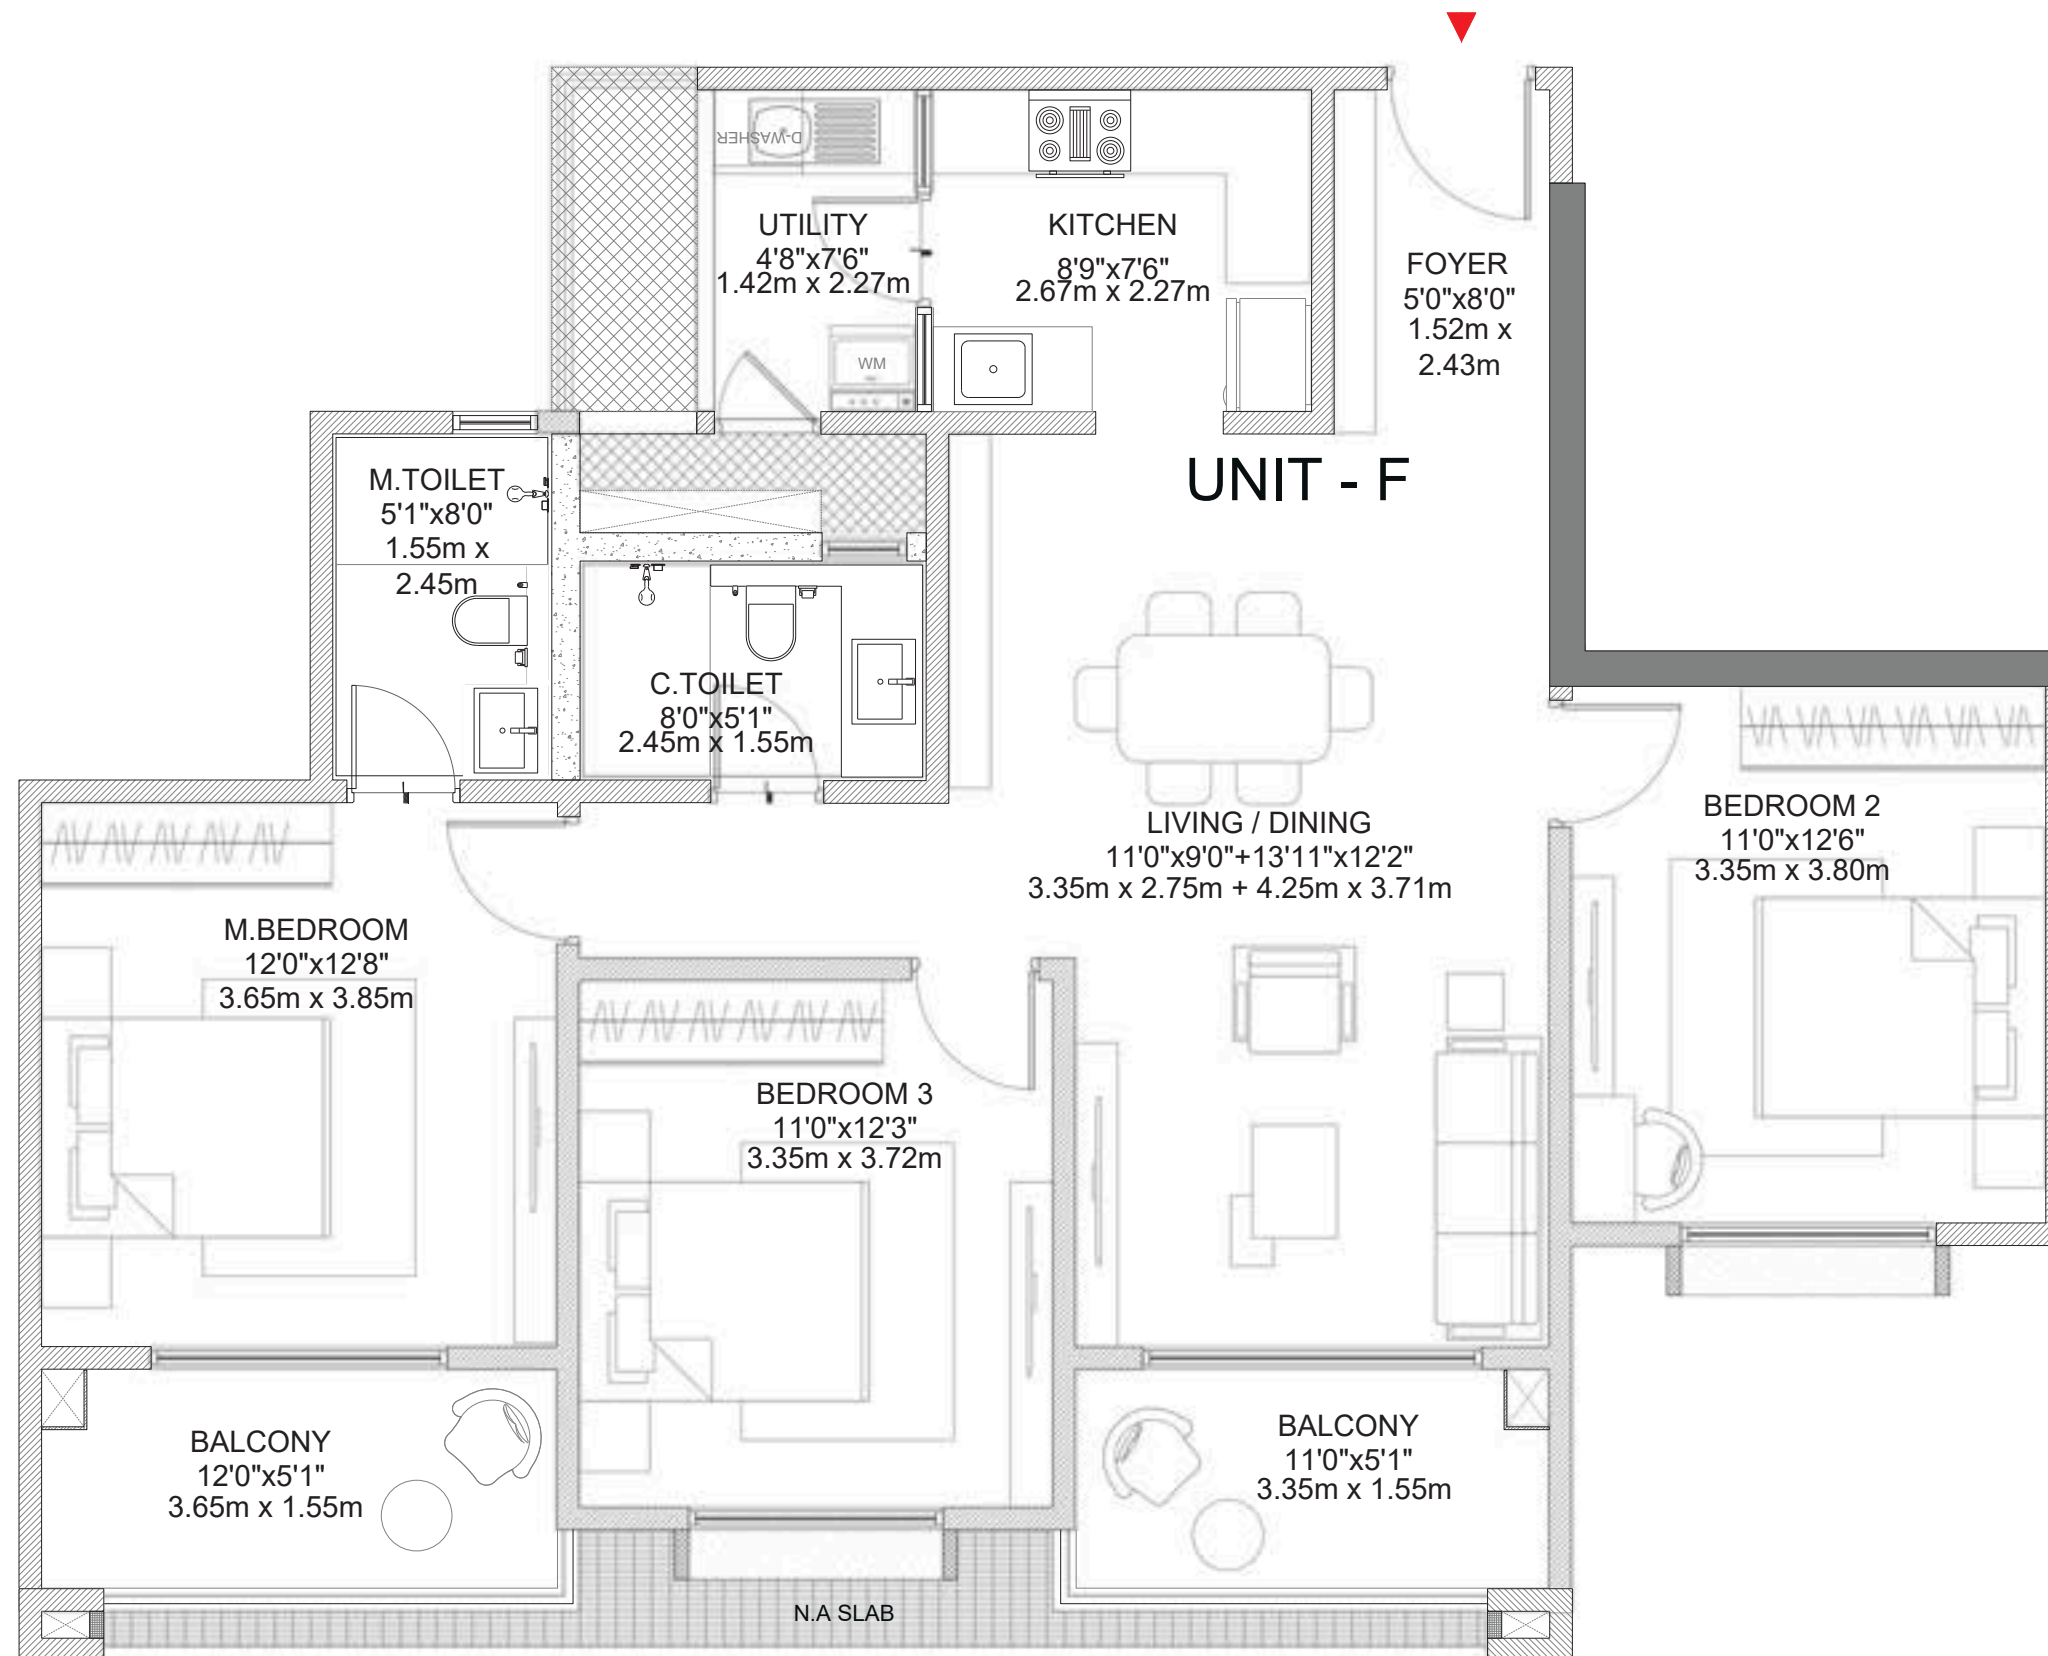 D-WASHER
UTILITY
4'8"x7'6"
1.42m x 2.27m
KITCHEN
8'9"x7'6"
2.67m x 2.27m
FOYER
5'0"x8'0"
1.52m x
2.43m
WM
UNIT - F
M.TOILET
5'1"x8'0"
1.55m x
2.45m
C.TOILET
8'0"x5'1"
2.45m x 1.55m
LIVING / DINING
11'0"x9'0"+13'11"x12'2"
3.35m x 2.75m + 4.25m x 3.71m
BEDROOM 2
11'0"x12'6"
3.35m x 3.80m
M.BEDROOM
12'0"x12'8"
3.65m x 3.85m
BEDROOM 3
11'0"x12'3"
3.35m x 3.72m
BALCONY
12'0"x5'1"
3.65m x 1.55m
BALCONY
11'0"x5'1"
3.35m x 1.55m
N.A SLAB